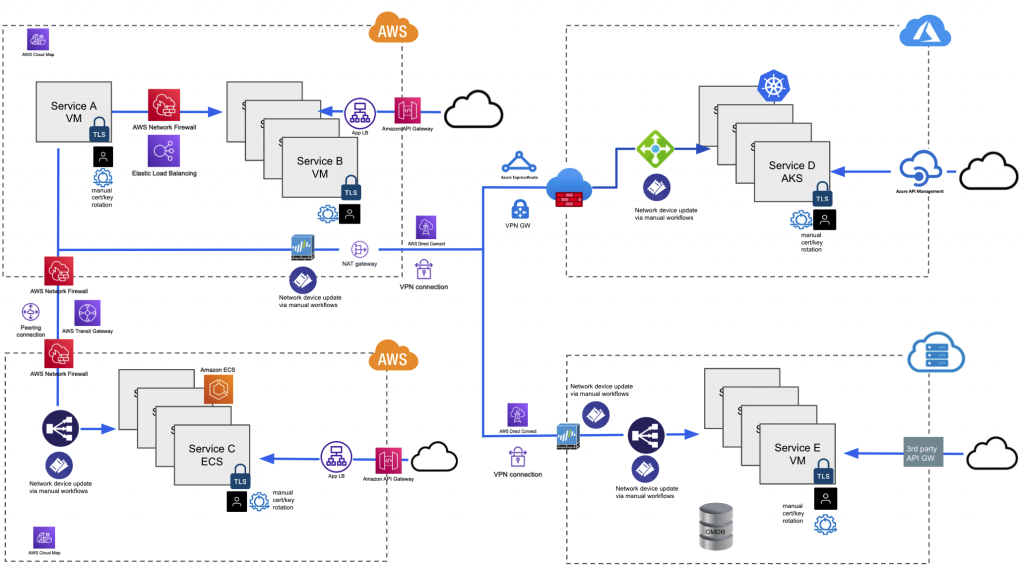 AWS
AWS Cloud Map
Service A
VM
TLS
manual
cert/key
rotation
AWS Network Firewall
Elastic Load Balancing
S
S
S
Service B
VM
TLS
App LB
Amazon API Gateway
AWS Direct Connect
VPN connection
NAT gateway
Network device update
via manual workflows
AWS Network Firewall
Peering
connection
AWS Transit Gateway
AWS Network Firewall
AWS
Amazon ECS
S
S
S
Service C
ECS
TLS
manual
cert/key
rotation
App LB
Amazon API Gateway
Network device update
via manual workflows
AWS Cloud Map
Azure ExpressRoute
VPN GW
Network device update
via manual workflows
S
S
S
Service D
AKS
TLS
manual
cert/key
rotation
Azure API Management
AWS Direct Connect
VPN connection
Network device update
via manual workflows
Network device update
via manual workflows
S
S
S
Service E
VM
TLS
manual
cert/key
rotation
3rd party
API GW
CMDB